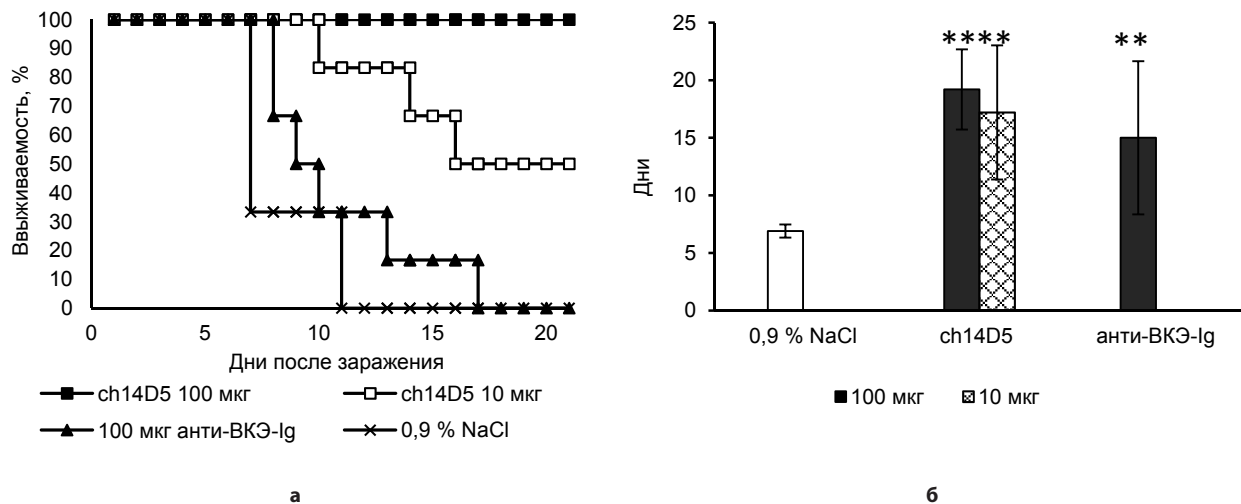 100
90
80
70
60
50
40
30
20
10
0
Ввыживаемость, %
0 5 10 15 20
Дни после заражения
ch14D5 100 мкг ch14D5 10 мкг
100 мкг анти-ВКЭ-Ig 0,9 % NaCl
а
25
20
15
10
5
0
Дни
**** **
0,9 % NaCl ch14D5 анти-ВКЭ-Ig
100 мкг 10 мкг
б